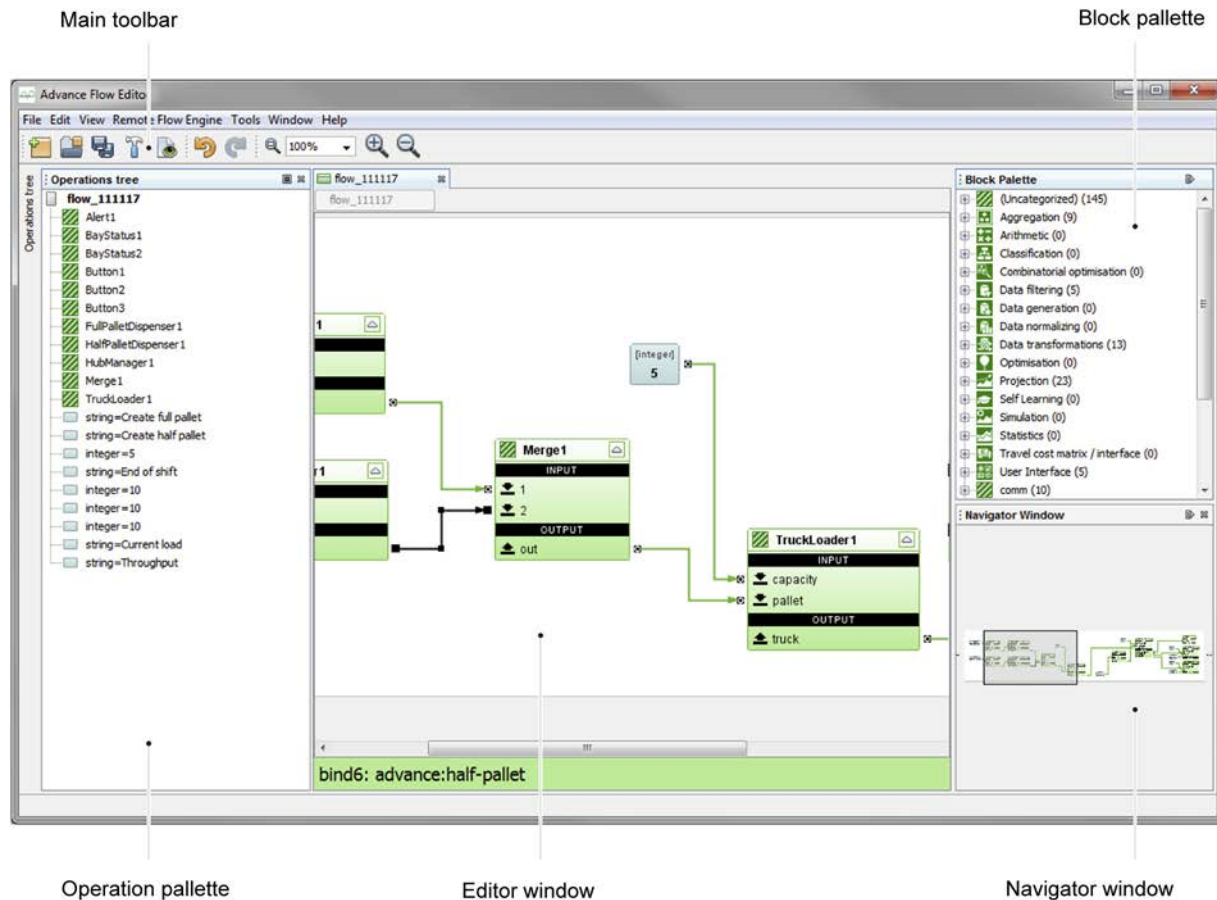 Main toolbar
Block pallette
Advance Flow Edito
File Edit View Remote Flow Engine Tools Window Help
100%
Operations tree
Operations tree
flow_111117
Alert1
BayStatus1
BayStatus2
Button1
Button2
Button3
FullPalletDispenser1
HalfPalletDispenser1
HubManager1
Merge1
TruckLoader1
string=Create full pallet
string=Create half pallet
integer=5
string=End of shift
integer=10
integer=10
integer=10
string=Current load
string=Throughput
flow_111117
flow_111117
1
r1
[integer]
5
Merge1
INPUT
1
2
OUTPUT
out
TruckLoader1
INPUT
capacity
pallet
OUTPUT
truck
bind6: advance:half-pallet
Block Palette
(Uncategorized) (145)
Aggregation (9)
Arithmetic (0)
Classification (0)
Combinatorial optimisation (0)
Data filtering (5)
Data generation (0)
Data normalizing (0)
Data transformations (13)
Optimisation (0)
Projection (23)
Self Learning (0)
Simulation (0)
Statistics (0)
Travel cost matrix / interface (0)
User Interface (5)
comm (10)
Navigator Window
Operation pallette
Editor window
Navigator window